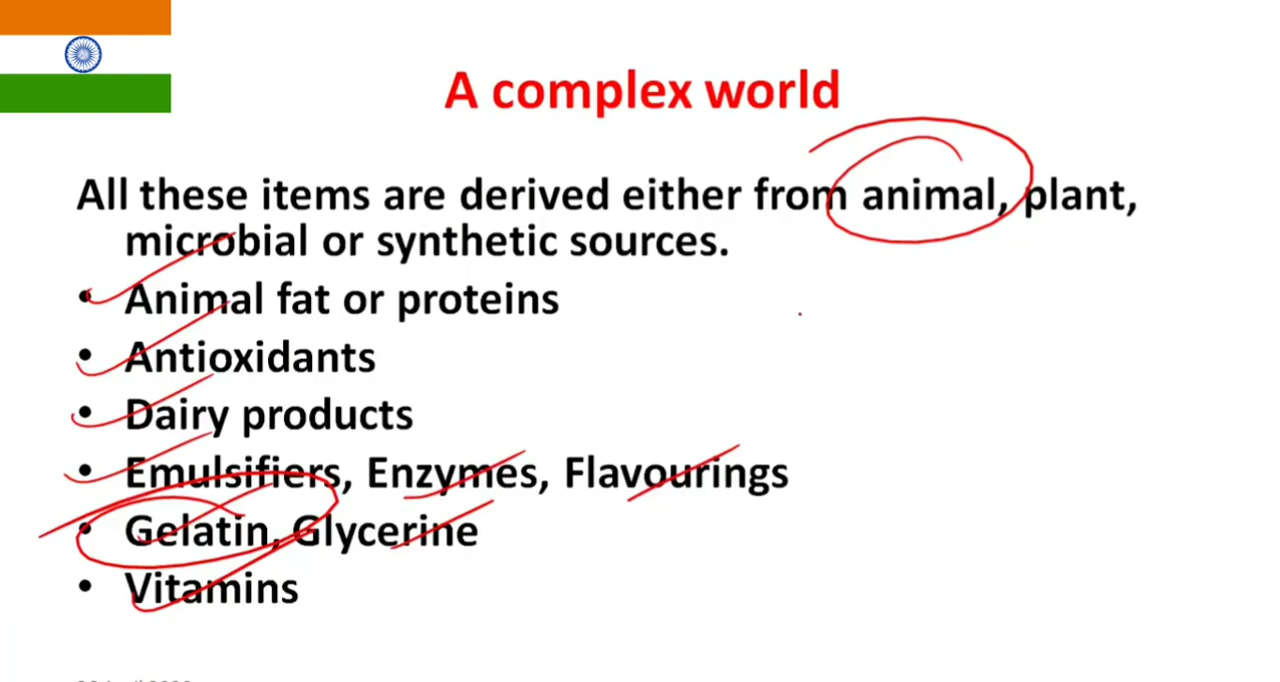 A complex world
All these items are derived either from animal, plant,
microbial or synthetic sources.
• Animal fat or proteins
• Antioxidants
• Dairy products
• Emulsifiers, Enzymes, Flavourings
• Gelatin, Glycerine
• Vitamins